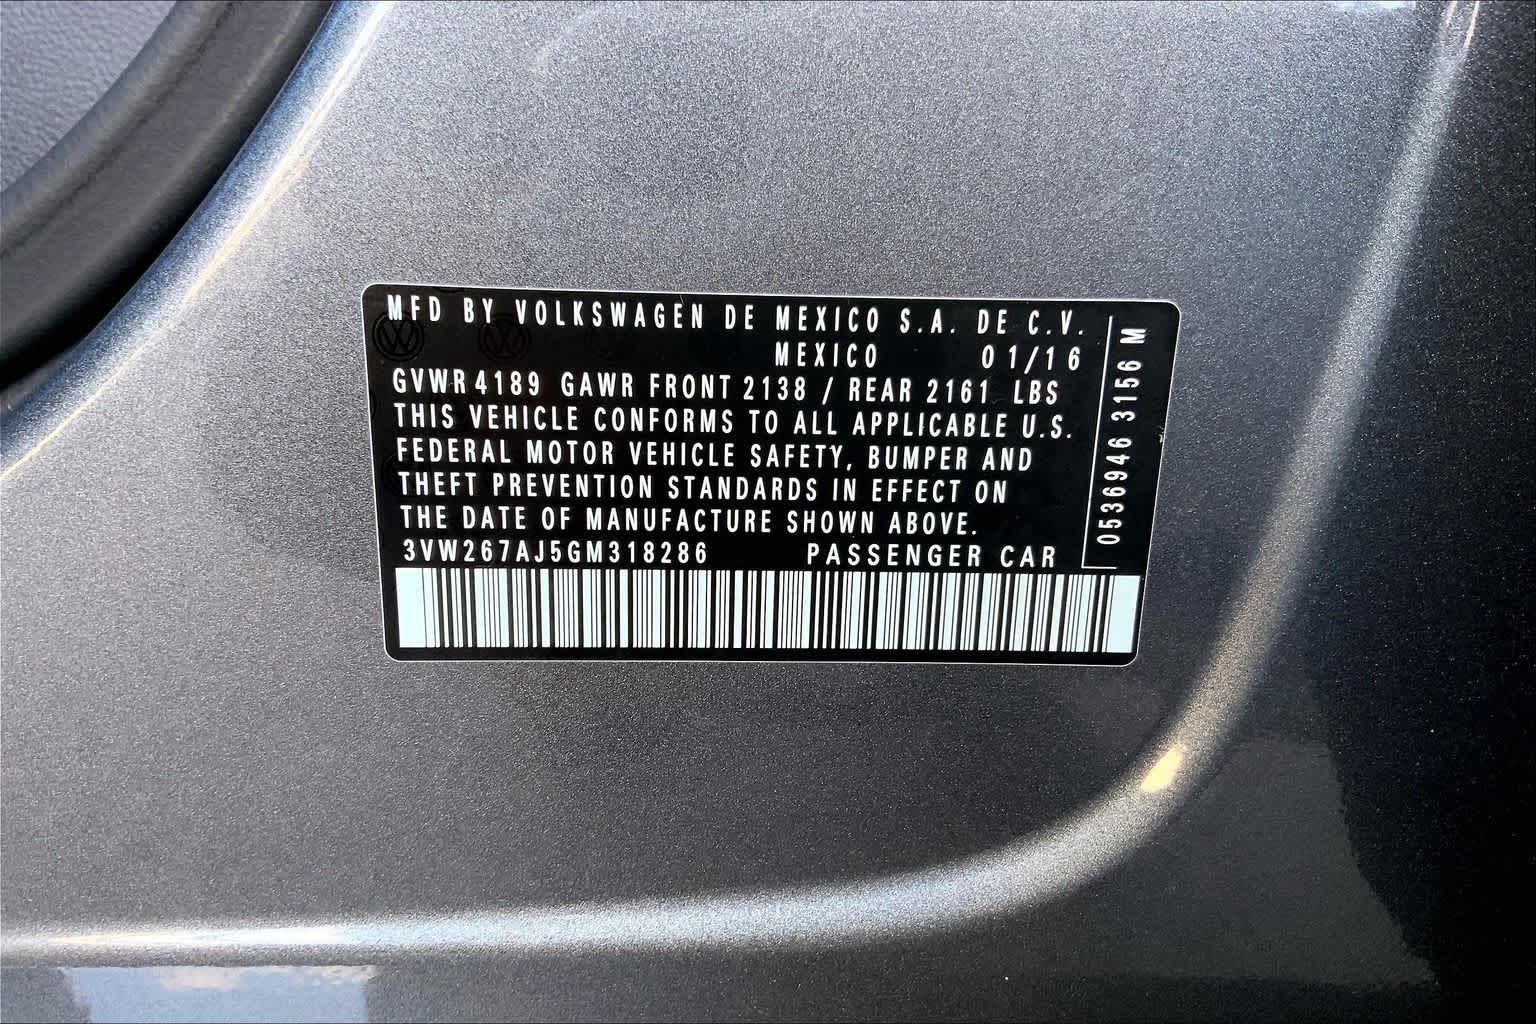 MFD BY VOLKSWAGEN DE MEXICO S.A. DE C.V.
MEXICO 01/16
GVWR 4189 GAWR FRONT 2138 / REAR 2161 LBS
THIS VEHICLE CONFORMS TO ALL APPLICABLE U.S.
FEDERAL MOTOR VEHICLE SAFETY, BUMPER AND
THEFT PREVENTION STANDARDS IN EFFECT ON
THE DATE OF MANUFACTURE SHOWN ABOVE.
3VW267AJ5GM318286 PASSENGER CAR
0536946 3156 M